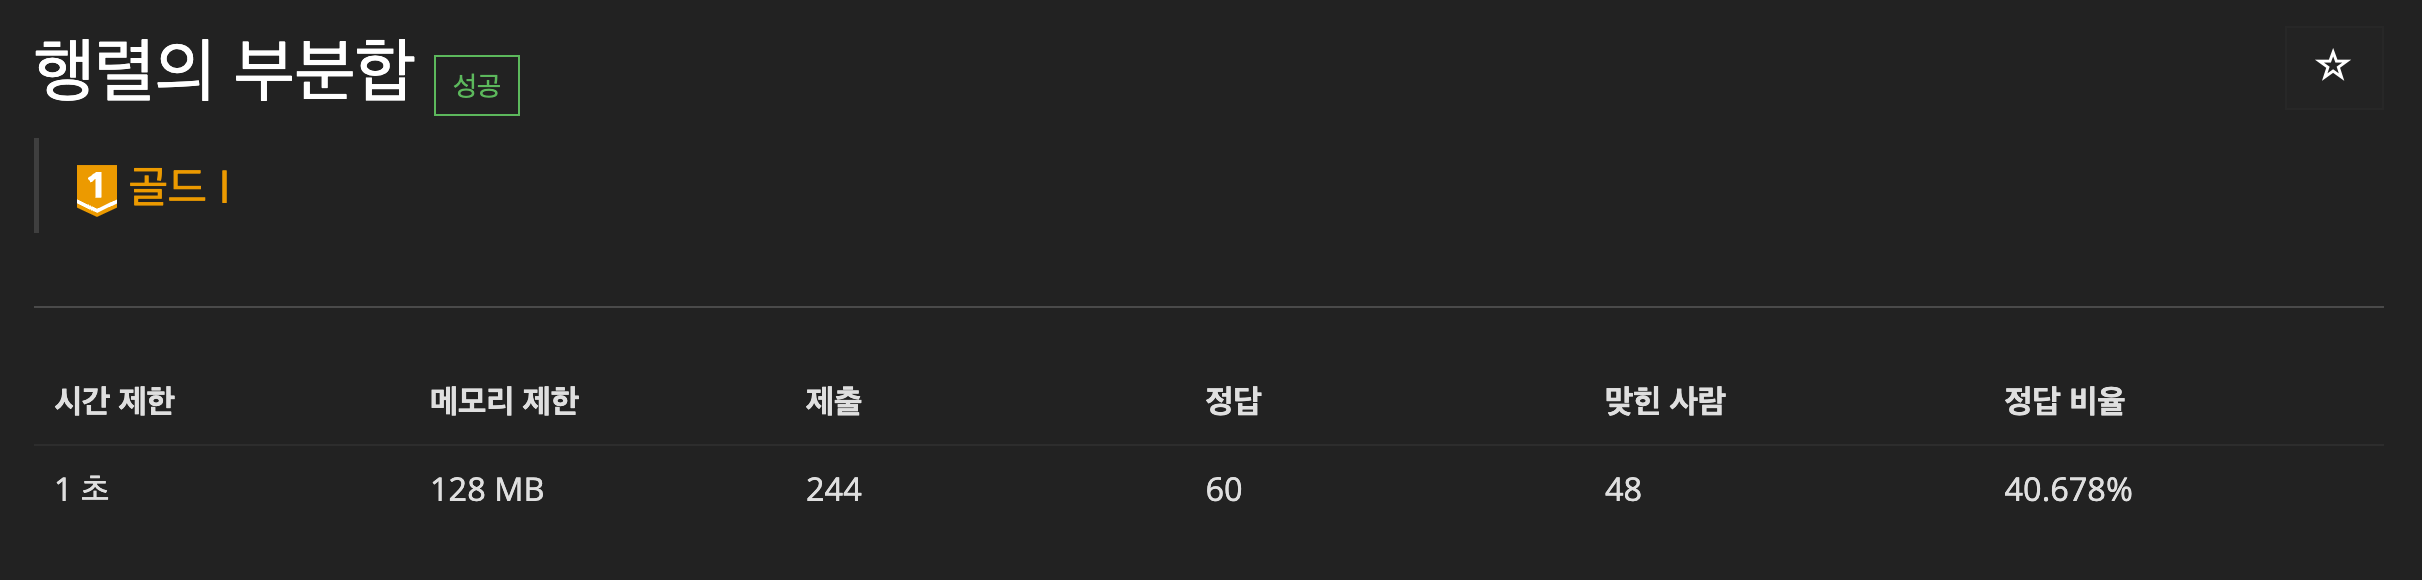 행렬의 부분합 성공
1 골드 I
시간 제한 메모리 제한 제출 정답 맞힌 사람 정답 비율
1 초 128 MB 244 60 48 40.678%